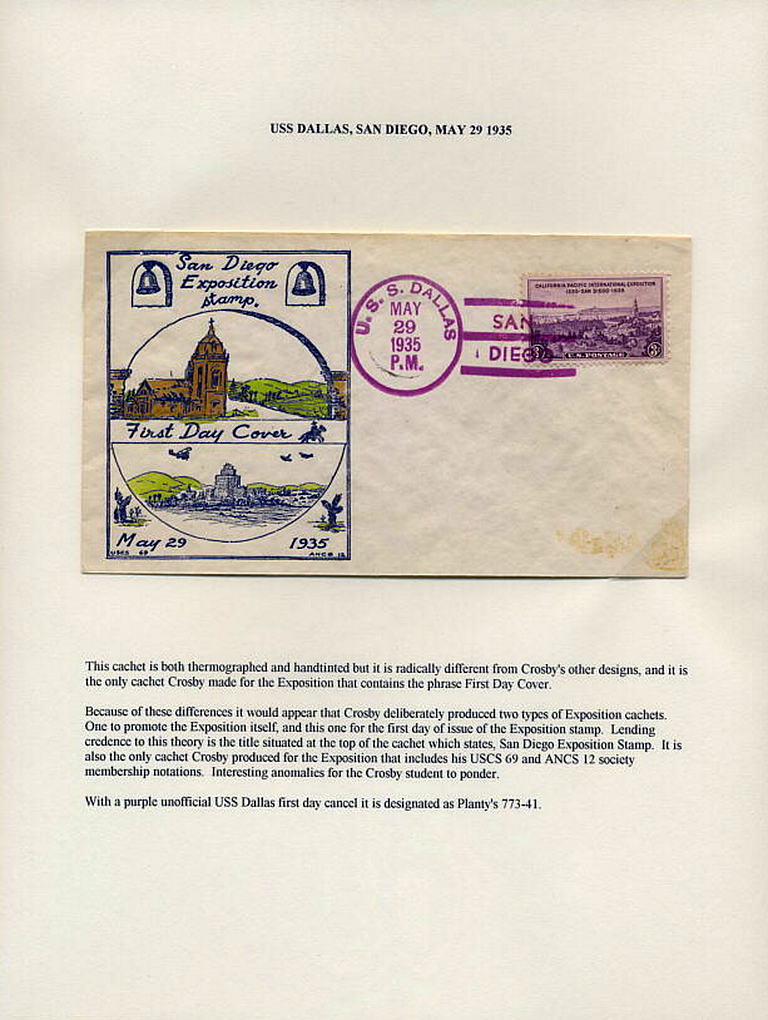 USS DALLAS, SAN DIEGO, MAY 29 1935
San Diego
Exposition
stamp.
First Day Cover
May 29 1935
USCS 69 ANCS 12
U. S. S. DALLAS
MAY
29
1935
P.M.
SAN
DIEGO
CALIFORNIA PACIFIC INTERNATIONAL EXPOSITION
1935-SAN DIEGO-1936
3¢ U.S. POSTAGE 3¢
This cachet is both thermographed and handtinted but it is radically different from Crosby's other designs, and it is
the only cachet Crosby made for the Exposition that contains the phrase First Day Cover.
Because of these differences it would appear that Crosby deliberately produced two types of Exposition cachets.
One to promote the Exposition itself, and this one for the first day of issue of the Exposition stamp. Lending
credence to this theory is the title situated at the top of the cachet which states, San Diego Exposition Stamp. It is
also the only cachet Crosby produced for the Exposition that includes his USCS 69 and ANCS 12 society
membership notations. Interesting anomalies for the Crosby student to ponder.
With a purple unofficial USS Dallas first day cancel it is designated as Planty's 773-41.